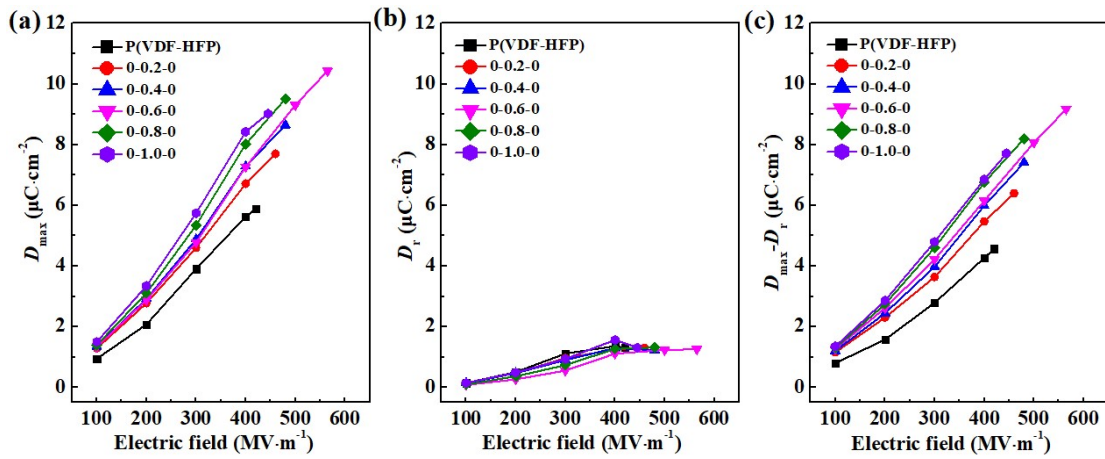 (a)
12
10
8
6
4
2
0
D_max (μC·cm⁻²)
P(VDF-HFP)
0-0.2-0
0-0.4-0
0-0.6-0
0-0.8-0
0-1.0-0
100 200 300 400 500 600
Electric field (MV·m⁻¹)
(b)
12
10
8
6
4
2
0
D_r (μC·cm⁻²)
P(VDF-HFP)
0-0.2-0
0-0.4-0
0-0.6-0
0-0.8-0
0-1.0-0
100 200 300 400 500 600
Electric field (MV·m⁻¹)
(c)
12
10
8
6
4
2
0
D_max-D_r (μC·cm⁻²)
P(VDF-HFP)
0-0.2-0
0-0.4-0
0-0.6-0
0-0.8-0
0-1.0-0
100 200 300 400 500 600
Electric field (MV·m⁻¹)